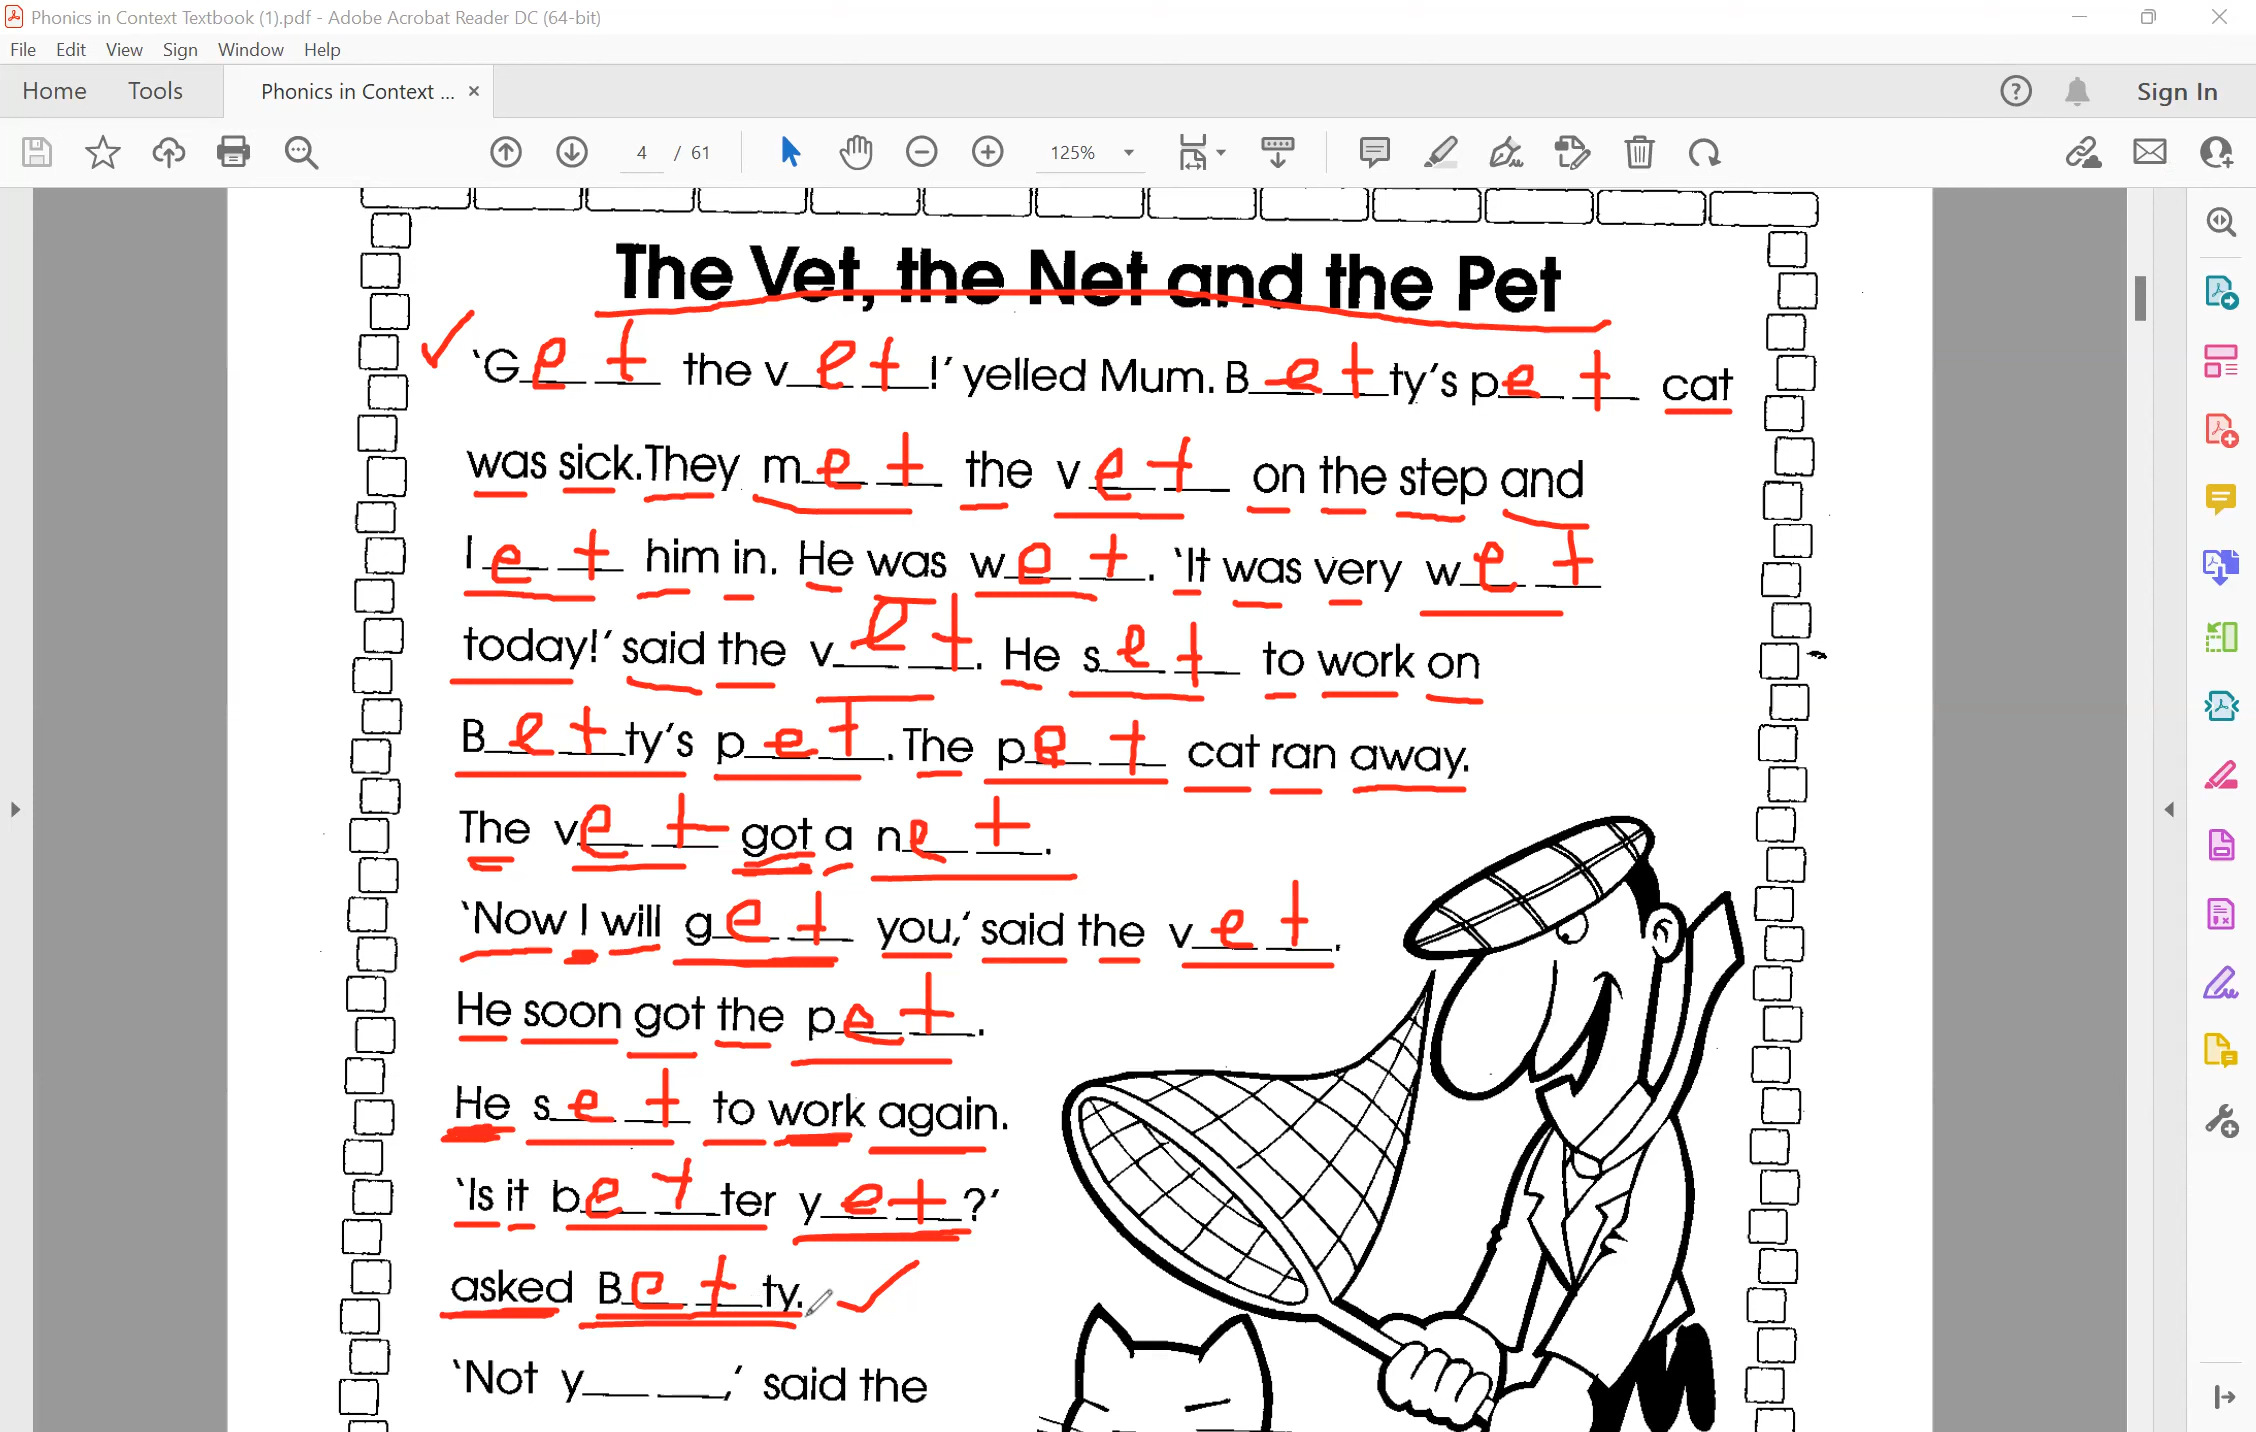 Phonics in Context Textbook (1).pdf - Adobe Acrobat Reader DC (64-bit)
File Edit View Sign Window Help
Home Tools Phonics in Context ... × Sign In
4 / 61 125%
The Vet, the Net and the Pet
‘Get the vet!’ yelled Mum. Betty’s pet cat
was sick. They met the vet on the step and
let him in. He was wet. ‘It was very wet
today!’ said the vet. He set to work on
Betty’s pet. The pet cat ran away.
The vet got a net.
‘Now I will get you,’ said the vet.
He soon got the pet.
He set to work again.
‘Is it better yet?’
asked Betty.
‘Not y__ __,’ said the